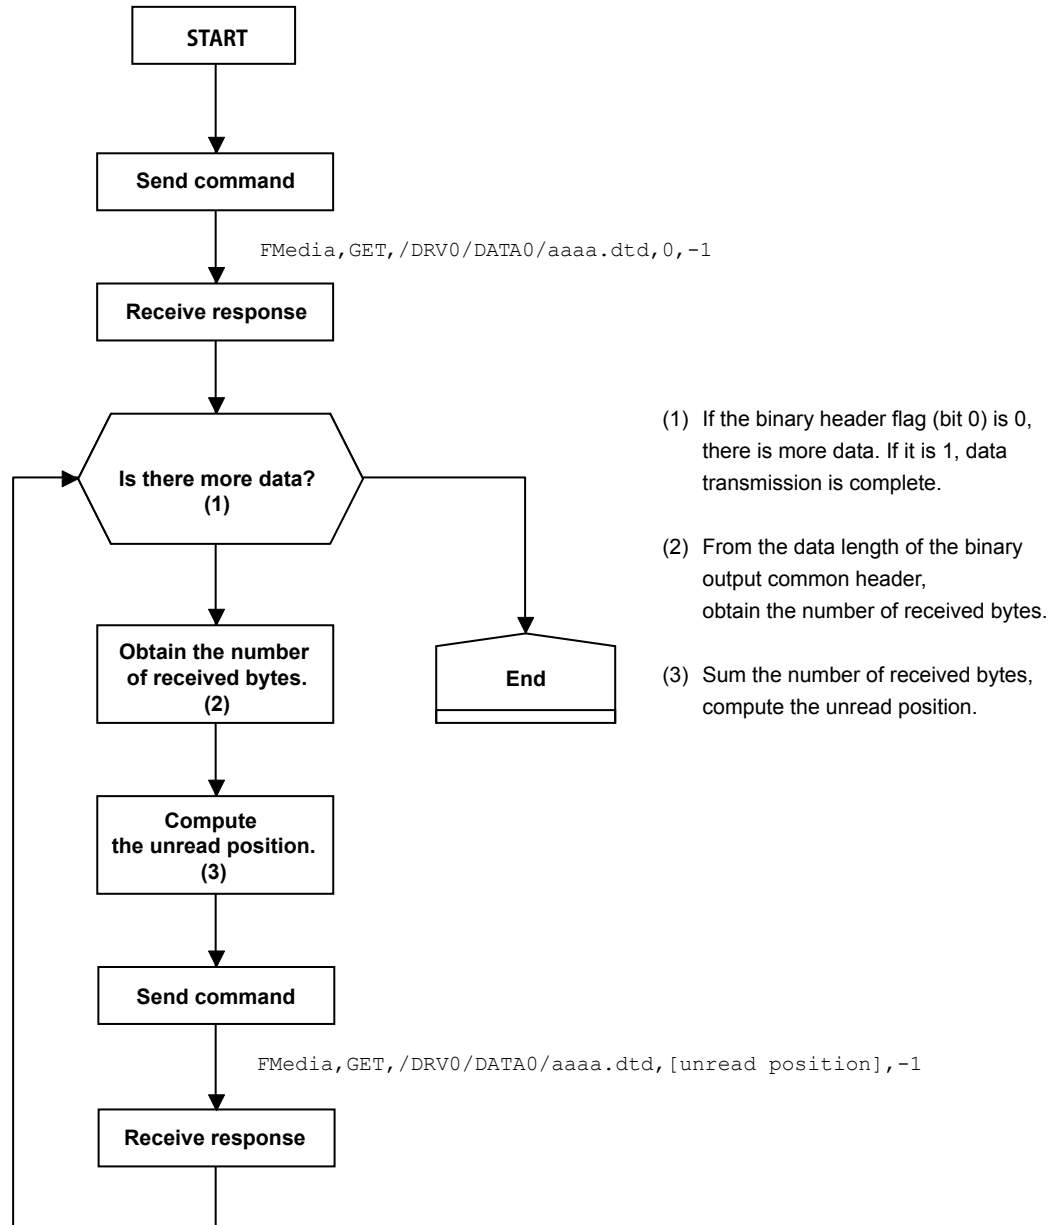 START
Send command
FMedia,GET,/DRV0/DATA0/aaaa.dtd,0,-1
Receive response
Is there more data?
(1)
Obtain the number
of received bytes.
(2)
End
Compute
the unread position.
(3)
Send command
FMedia,GET,/DRV0/DATA0/aaaa.dtd,[unread position],-1
Receive response
(1) If the binary header flag (bit 0) is 0,
there is more data. If it is 1, data
transmission is complete.
(2) From the data length of the binary
output common header,
obtain the number of received bytes.
(3) Sum the number of received bytes,
compute the unread position.